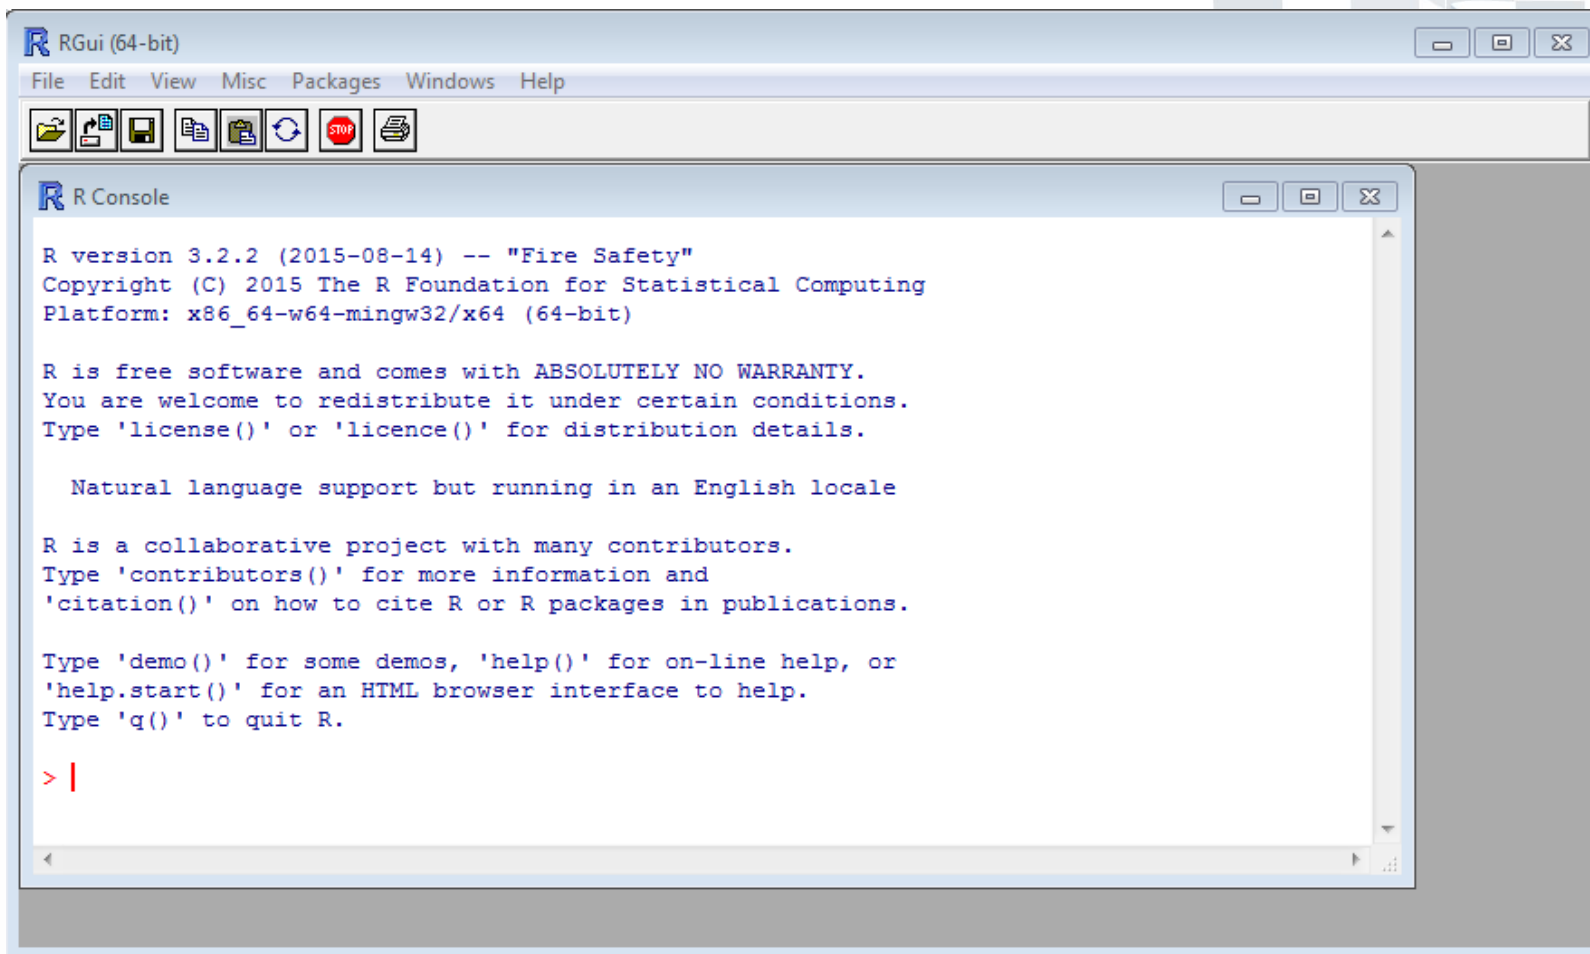 RGui (64-bit)
File Edit View Misc Packages Windows Help
STOP
R Console
R version 3.2.2 (2015-08-14) -- "Fire Safety"
Copyright (C) 2015 The R Foundation for Statistical Computing
Platform: x86_64-w64-mingw32/x64 (64-bit)
R is free software and comes with ABSOLUTELY NO WARRANTY.
You are welcome to redistribute it under certain conditions.
Type 'license()' or 'licence()' for distribution details.
Natural language support but running in an English locale
R is a collaborative project with many contributors.
Type 'contributors()' for more information and
'citation()' on how to cite R or R packages in publications.
Type 'demo()' for some demos, 'help()' for on-line help, or
'help.start()' for an HTML browser interface to help.
Type 'q()' to quit R.
>